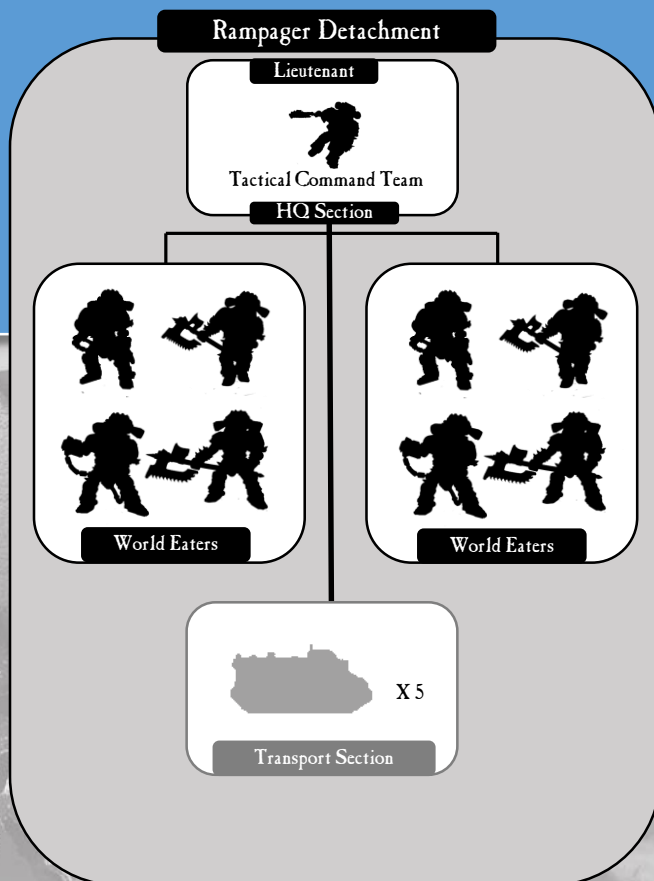 Rampager Detachment
Lieutenant
Tactical Command Team
HQ Section
World Eaters
World Eaters
X 5
Transport Section